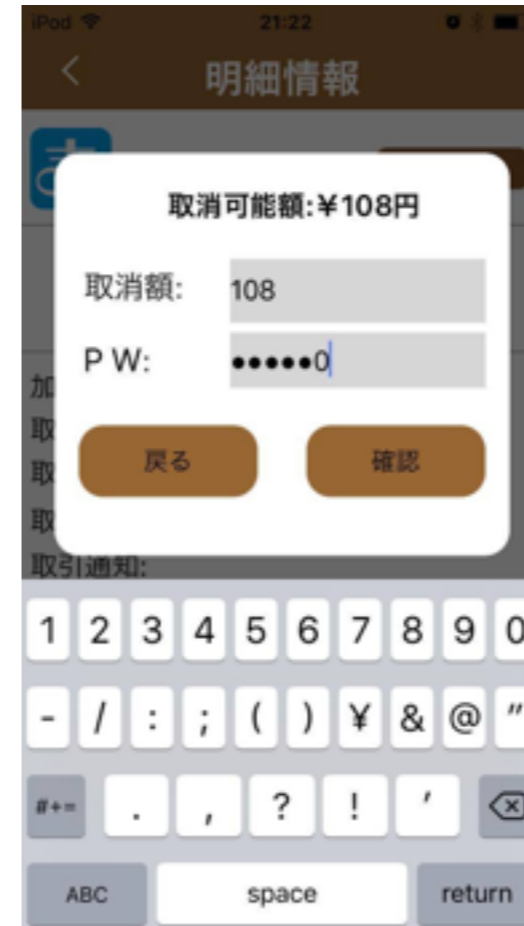 iPod 21:22
明細情報
取消可能額:¥108円
取消額: 108
P W: •••••0
戻る 確認
加
取
取
取
取引通知:
1 2 3 4 5 6 7 8 9 0
- / : ; ( ) ¥ & @ "
#+= . , ? ! '
ABC space return